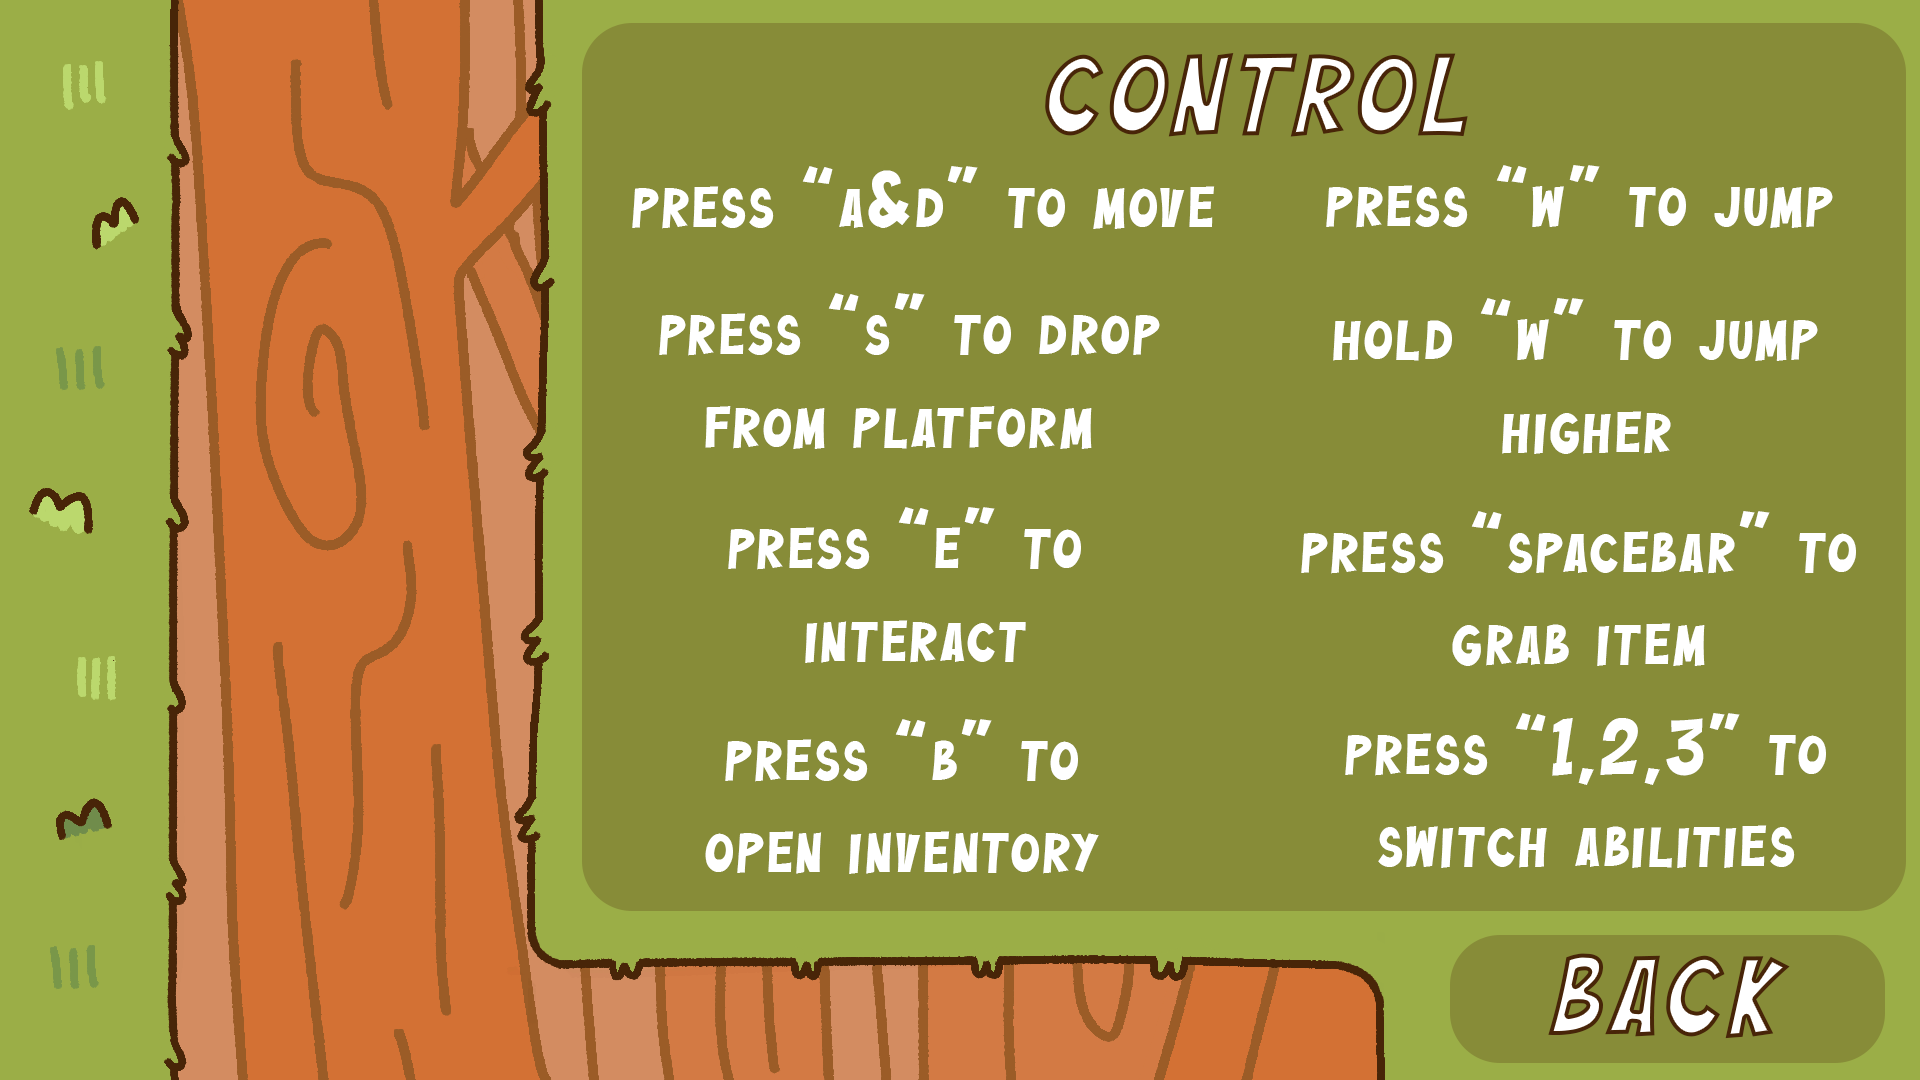 CONTROL
PRESS "A&D" TO MOVE
PRESS "W" TO JUMP
PRESS "S" TO DROP
FROM PLATFORM
HOLD "W" TO JUMP
HIGHER
PRESS "E" TO
INTERACT
PRESS "SPACEBAR" TO
GRAB ITEM
PRESS "B" TO
OPEN INVENTORY
PRESS "1,2,3" TO
SWITCH ABILITIES
BACK